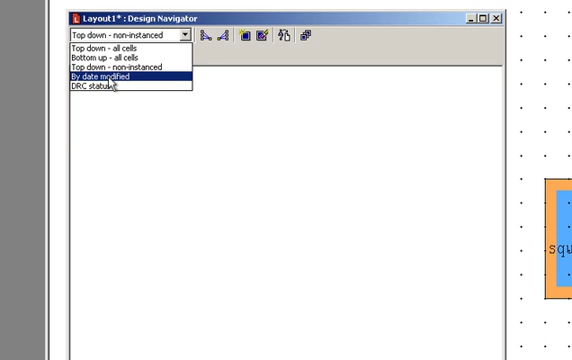 Layout1* : Design Navigator
Top down - non-instanced
Top down - all cells
Bottom up - all cells
Top down - non-instanced
By date modified
DRC status
squ